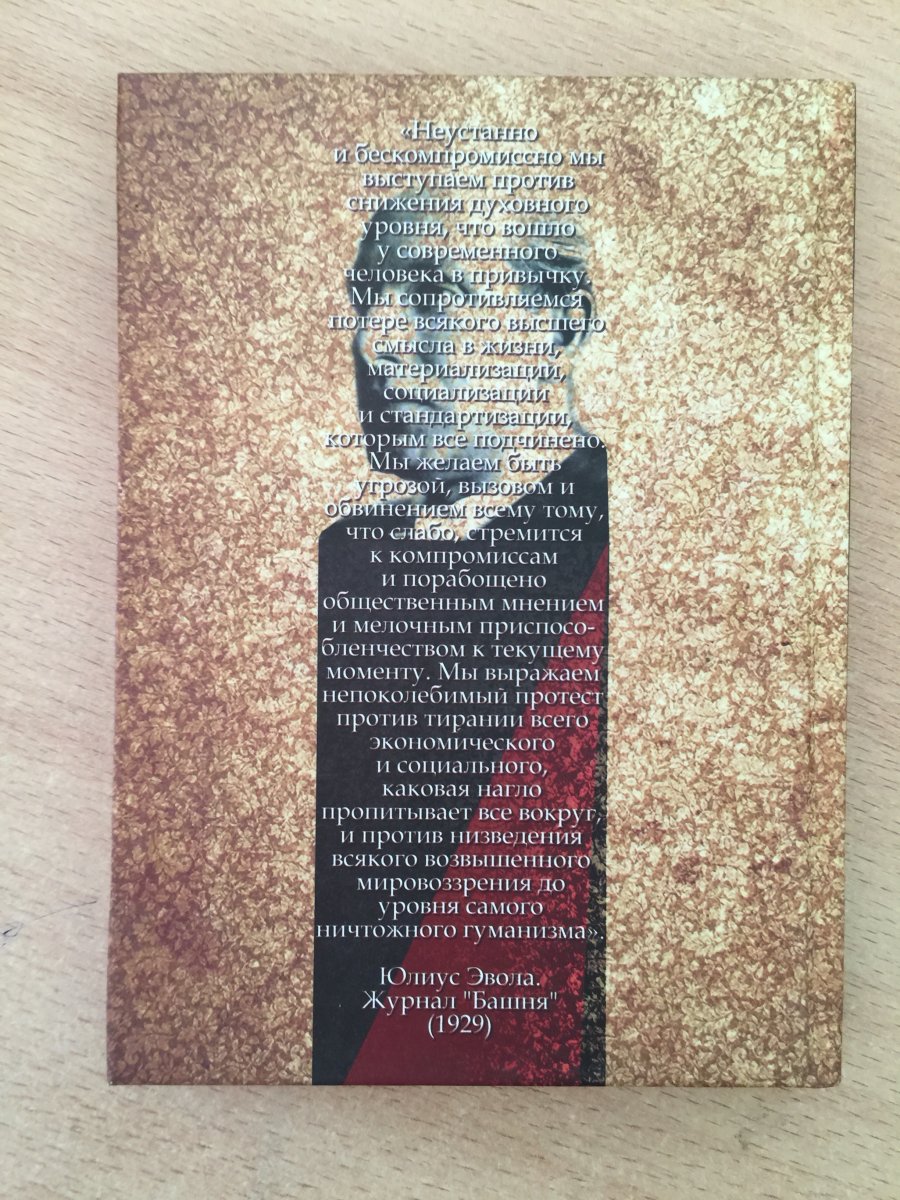 «Неустанно
и бескомпромиссно мы
выступаем против
снижения духовного
уровня, что вошло
у современного
человека в привычку.
Мы сопротивляемся
потере всякого высшего
смысла в жизни,
материализации,
социализации
и стандартизации,
которым все подчинено.
Мы желаем быть
угрозой, вызовом и
обвинением всему тому,
что слабо, стремится
к компромиссам
и порабощено
общественным мнением
и мелочным приспосо-
бленчеством к текущему
моменту. Мы выражаем
непоколебимый протест
против тирании всего
экономического
и социального,
каковая нагло
пропитывает все вокруг,
и против низведения
всякого возвышенного
мировоззрения до
уровня самого
ничтожного гуманизма».
Юлиус Эвола.
Журнал "Башня"
(1929)